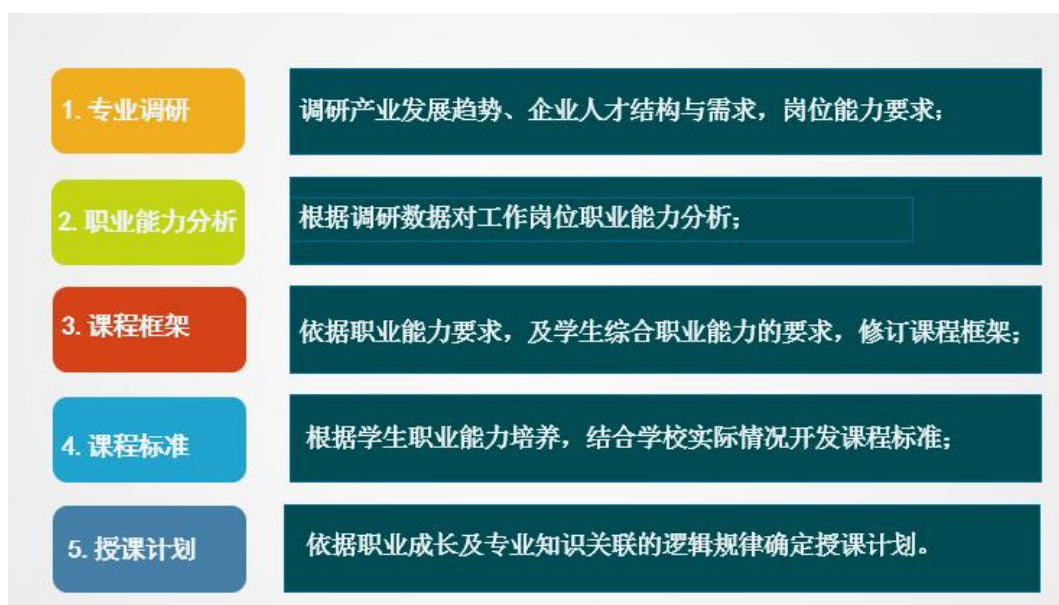 1. 专业调研
调研产业发展趋势、企业人才结构与需求，岗位能力要求；
2. 职业能力分析
根据调研数据对工作岗位职业能力分析；
3. 课程框架
依据职业能力要求，及学生综合职业能力的要求，修订课程框架；
4. 课程标准
根据学生职业能力培养，结合学校实际情况开发课程标准；
5. 授课计划
依据职业成长及专业知识关联的逻辑规律确定授课计划。